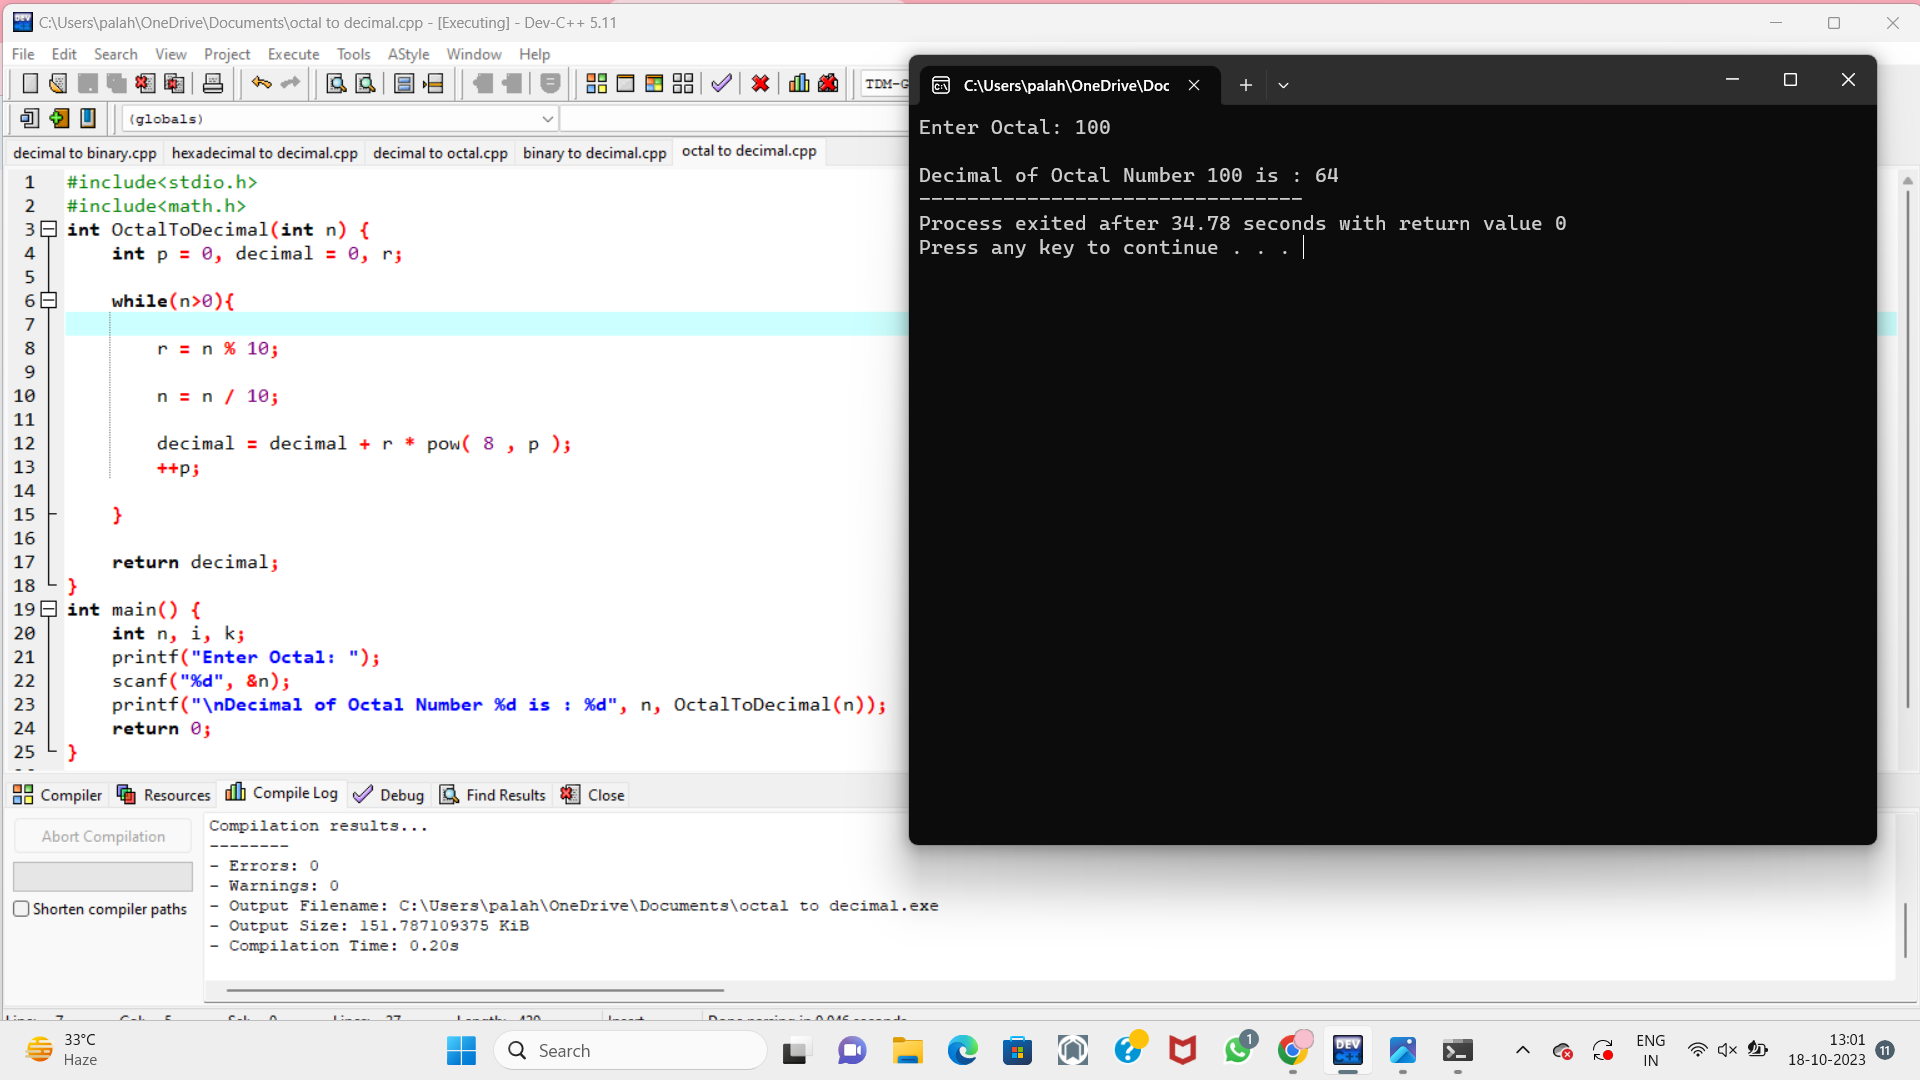 C:\Users\palah\OneDrive\Documents\octal to decimal.cpp - [Executing] - Dev-C++ 5.11
File Edit Search View Project Execute Tools AStyle Window Help
TDM-G
(globals)
decimal to binary.cpp hexadecimal to decimal.cpp decimal to octal.cpp binary to decimal.cpp octal to decimal.cpp
1 #include<stdio.h>
2 #include<math.h>
3 int OctalToDecimal(int n) {
4 int p = 0, decimal = 0, r;
5
6 while(n>0){
7
8 r = n % 10;
9
10 n = n / 10;
11
12 decimal = decimal + r * pow( 8 , p );
13 ++p;
14
15 }
16
17 return decimal;
18 }
19 int main() {
20 int n, i, k;
21 printf("Enter Octal: ");
22 scanf("%d", &n);
23 printf("\nDecimal of Octal Number %d is : %d", n, OctalToDecimal(n));
24 return 0;
25 }
C:\Users\palah\OneDrive\Doc
Enter Octal: 100
Decimal of Octal Number 100 is : 64
--------------------------------
Process exited after 34.78 seconds with return value 0
Press any key to continue . . .
Compiler Resources Compile Log Debug Find Results Close
Abort Compilation
Shorten compiler paths
Compilation results...
--------
- Errors: 0
- Warnings: 0
- Output Filename: C:\Users\palah\OneDrive\Documents\octal to decimal.exe
- Output Size: 151.787109375 KiB
- Compilation Time: 0.20s
33°C
Haze
Search
DEV
C++
1
ENG
IN
13:01
18-10-2023
11